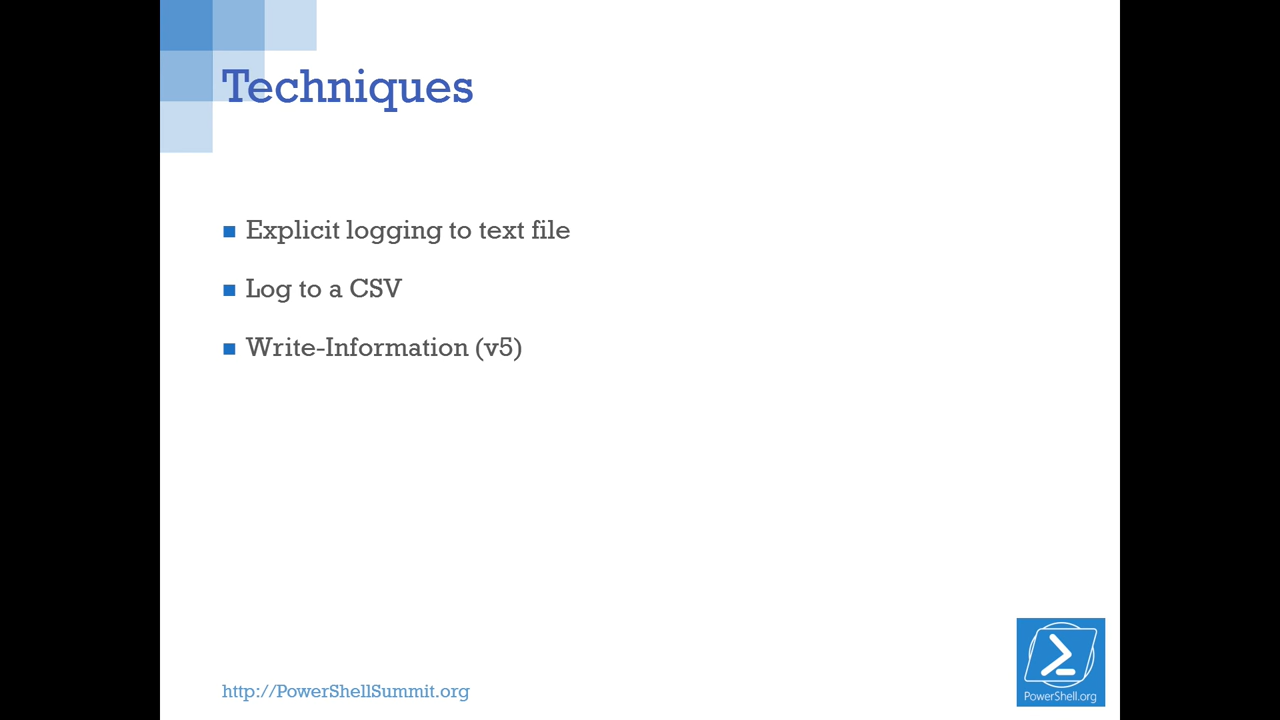 Techniques
Explicit logging to text file
Log to a CSV
Write-Information (v5)
http://PowerShellSummit.org
PowerShell.org